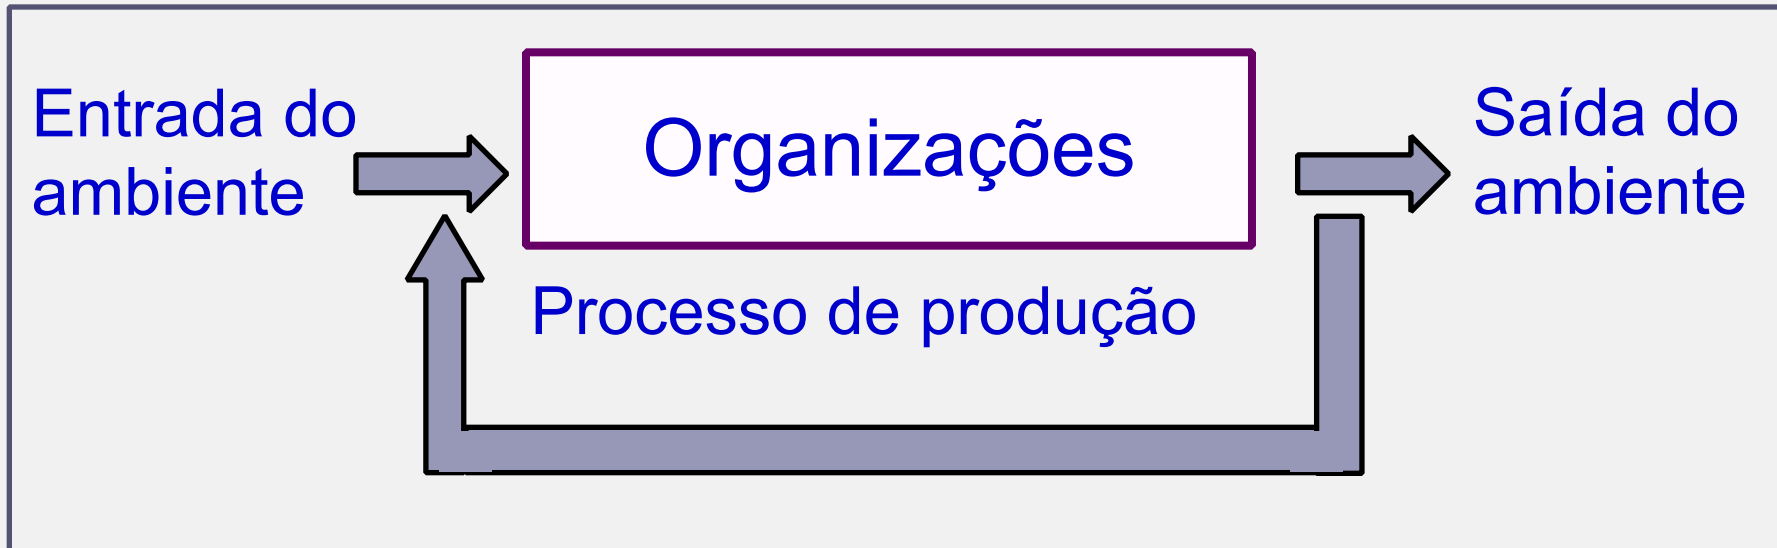 Entrada do
ambiente
Organizações
Saída do
ambiente
Processo de produção